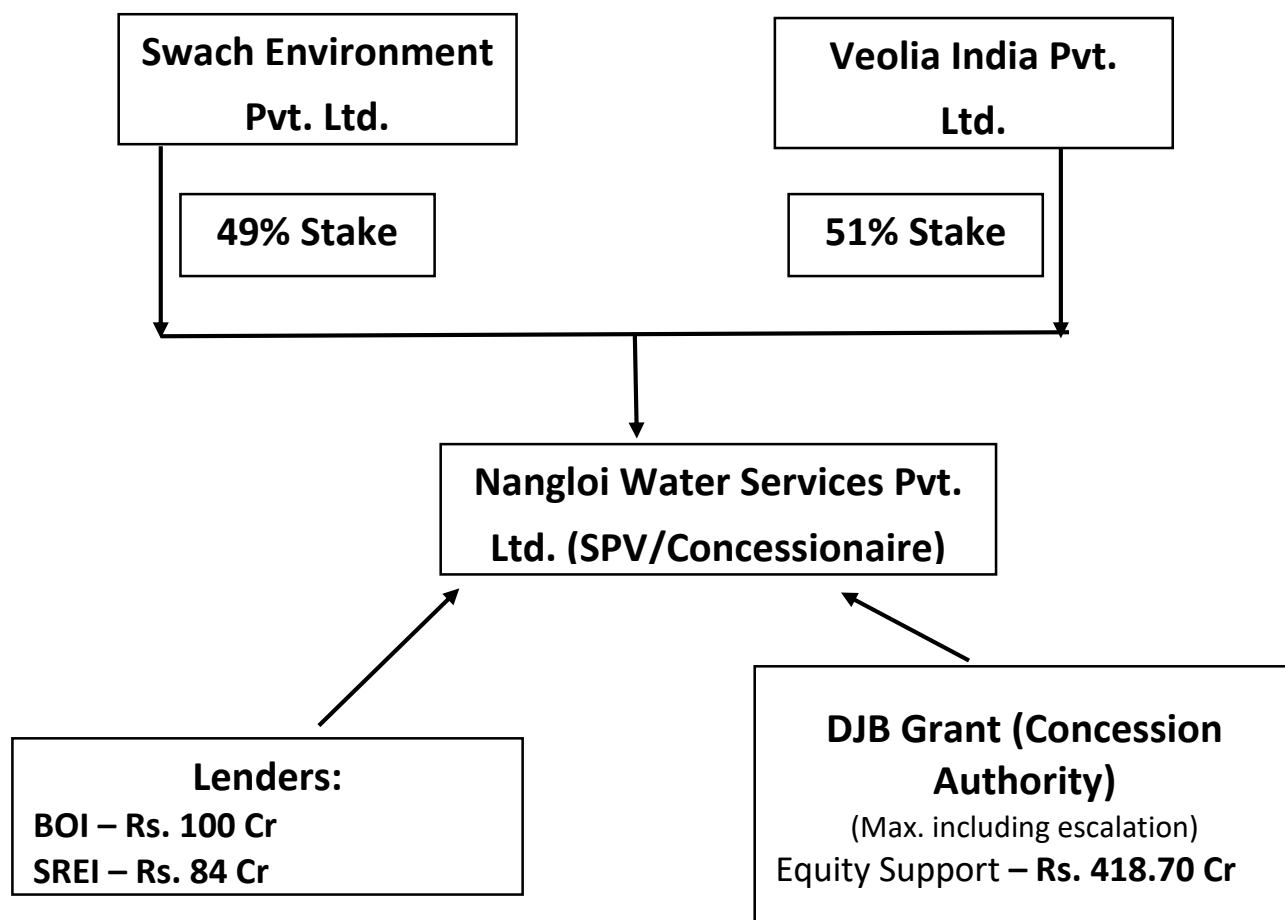 Swach Environment
Pvt. Ltd.
Veolia India Pvt.
Ltd.
49% Stake
51% Stake
Nangloi Water Services Pvt.
Ltd. (SPV/Concessionaire)
Lenders:
BOI – Rs. 100 Cr
SREI – Rs. 84 Cr
DJB Grant (Concession
Authority)
(Max. including escalation)
Equity Support – Rs. 418.70 Cr